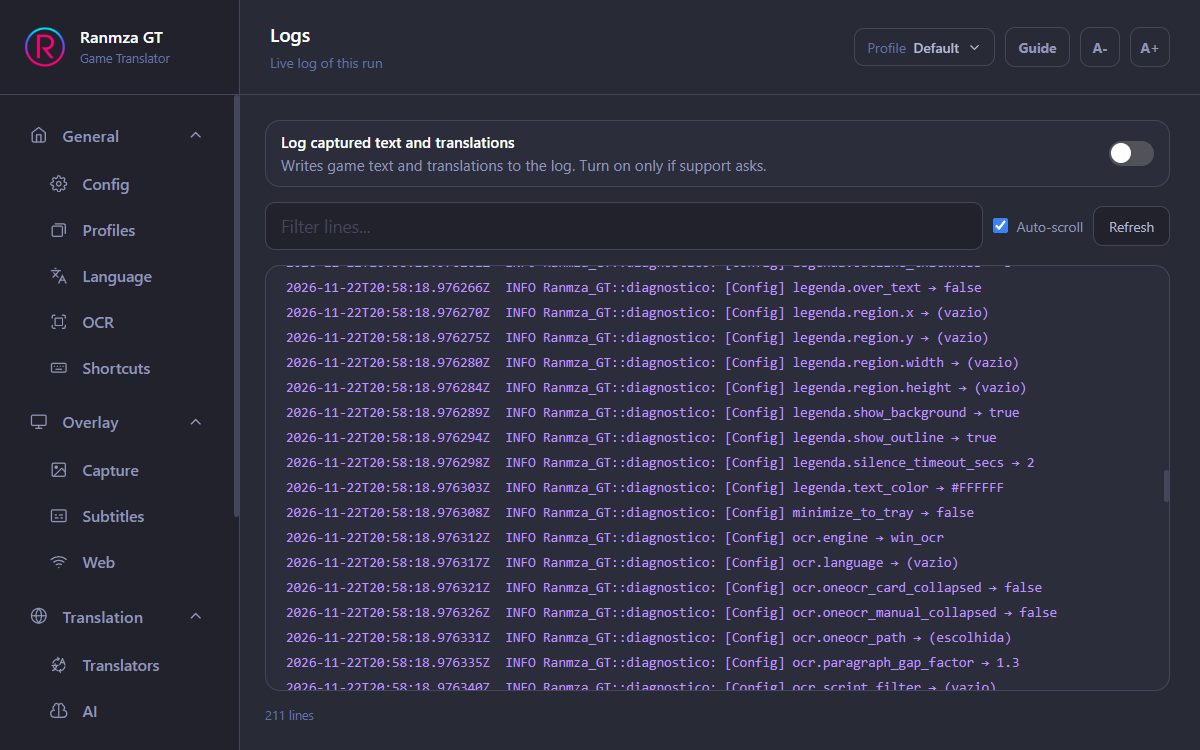 Ranmza GT
Game Translator
General
Config
Profiles
Language
OCR
Shortcuts
Overlay
Capture
Subtitles
Web
Translation
Translators
AI
Logs
Live log of this run
Profile Default
Guide
A-
A+
Log captured text and translations
Writes game text and translations to the log. Turn on only if support asks.
Filter lines...
Auto-scroll
Refresh
2026-11-22T20:58:18.976266Z INFO Ranmza_GT::diagnostico: [Config] legenda.over_text → false
2026-11-22T20:58:18.976270Z INFO Ranmza_GT::diagnostico: [Config] legenda.region.x → (vazio)
2026-11-22T20:58:18.976275Z INFO Ranmza_GT::diagnostico: [Config] legenda.region.y → (vazio)
2026-11-22T20:58:18.976280Z INFO Ranmza_GT::diagnostico: [Config] legenda.region.width → (vazio)
2026-11-22T20:58:18.976284Z INFO Ranmza_GT::diagnostico: [Config] legenda.region.height → (vazio)
2026-11-22T20:58:18.976289Z INFO Ranmza_GT::diagnostico: [Config] legenda.show_background → true
2026-11-22T20:58:18.976294Z INFO Ranmza_GT::diagnostico: [Config] legenda.show_outline → true
2026-11-22T20:58:18.976298Z INFO Ranmza_GT::diagnostico: [Config] legenda.silence_timeout_secs → 2
2026-11-22T20:58:18.976303Z INFO Ranmza_GT::diagnostico: [Config] legenda.text_color → #FFFFFF
2026-11-22T20:58:18.976308Z INFO Ranmza_GT::diagnostico: [Config] minimize_to_tray → false
2026-11-22T20:58:18.976312Z INFO Ranmza_GT::diagnostico: [Config] ocr.engine → win_ocr
2026-11-22T20:58:18.976317Z INFO Ranmza_GT::diagnostico: [Config] ocr.language → (vazio)
2026-11-22T20:58:18.976321Z INFO Ranmza_GT::diagnostico: [Config] ocr.oneocr_card_collapsed → false
2026-11-22T20:58:18.976326Z INFO Ranmza_GT::diagnostico: [Config] ocr.oneocr_manual_collapsed → false
2026-11-22T20:58:18.976331Z INFO Ranmza_GT::diagnostico: [Config] ocr.oneocr_path → (escolhida)
2026-11-22T20:58:18.976335Z INFO Ranmza_GT::diagnostico: [Config] ocr.paragraph_gap_factor → 1.3
2026-11-22T20:58:18.976340Z INFO Ranmza_GT::diagnostico: [Config] ocr.script_filter → (vazio)
211 lines